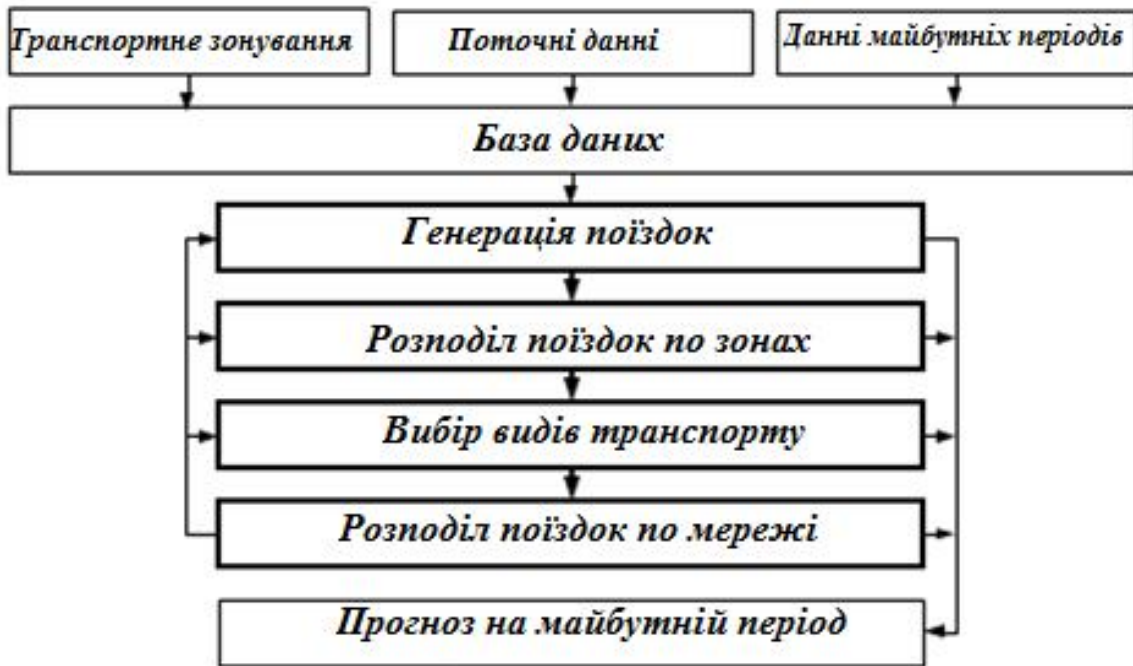 Транспортне зонування
Поточні данні
Данні майбутніх періодів
База даних
Генерація поїздок
Розподіл поїздок по зонах
Вибір видів транспорту
Розподіл поїздок по мережі
Прогноз на майбутній період